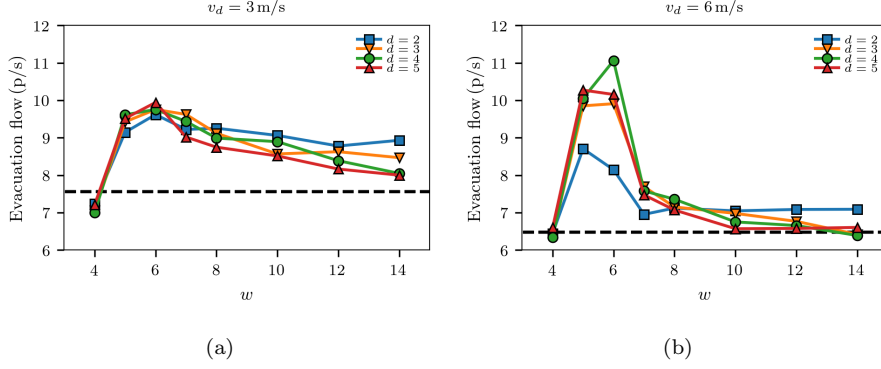 v_d = 3 m/s
Evacuation flow (p/s)
12
11
10
9
8
7
6
4
6
8
10
12
14
w
d = 2
d = 3
d = 4
d = 5
(a)
v_d = 6 m/s
Evacuation flow (p/s)
12
11
10
9
8
7
6
4
6
8
10
12
14
w
d = 2
d = 3
d = 4
d = 5
(b)